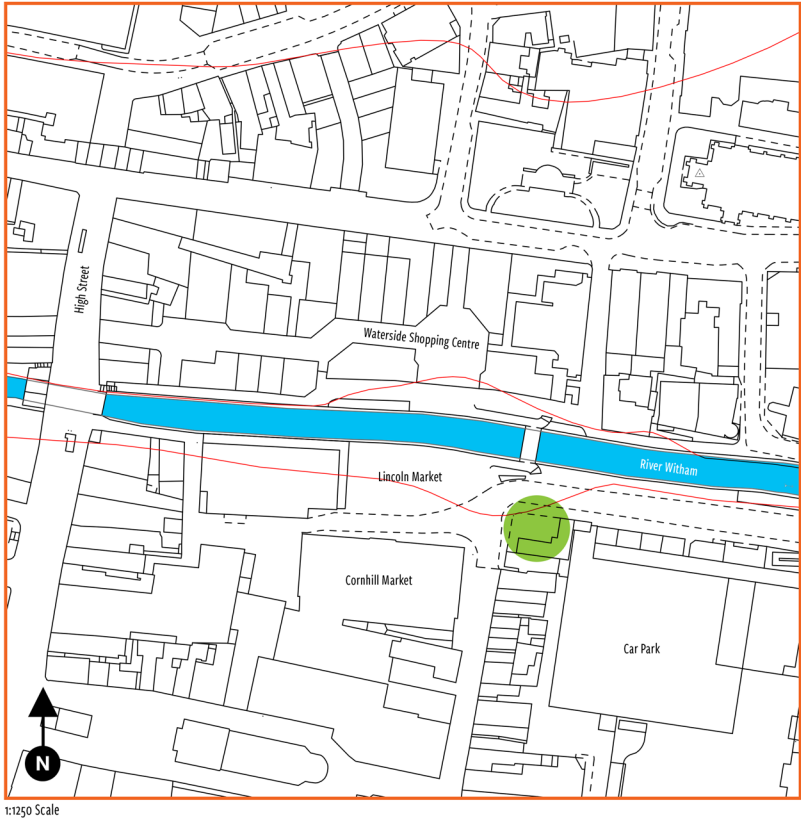 High Street
Waterside Shopping Centre
River Witham
Lincoln Market
Cornhill Market
Car Park
N
1:1250 Scale